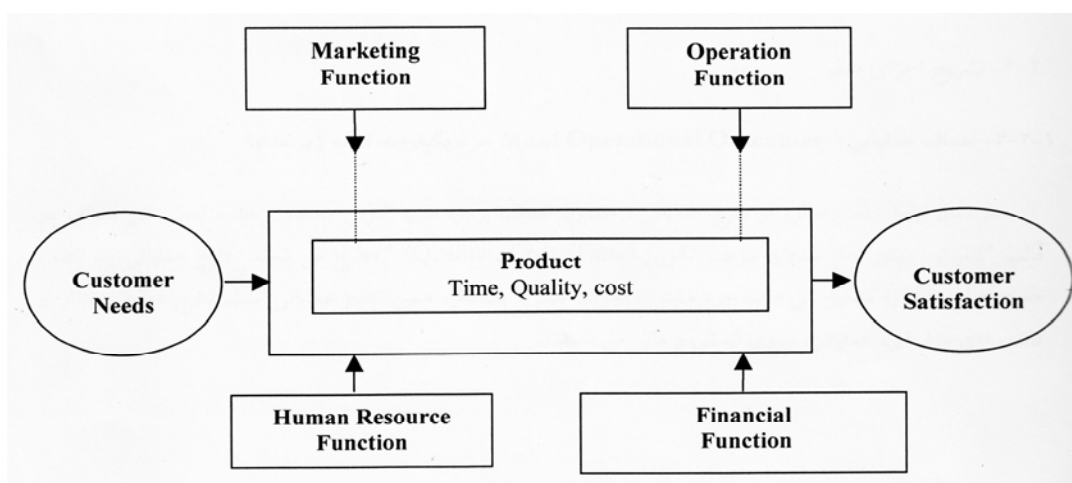 Marketing
Function
Operation
Function
Customer
Needs
Product
Time, Quality, cost
Customer
Satisfaction
Human Resource
Function
Financial
Function